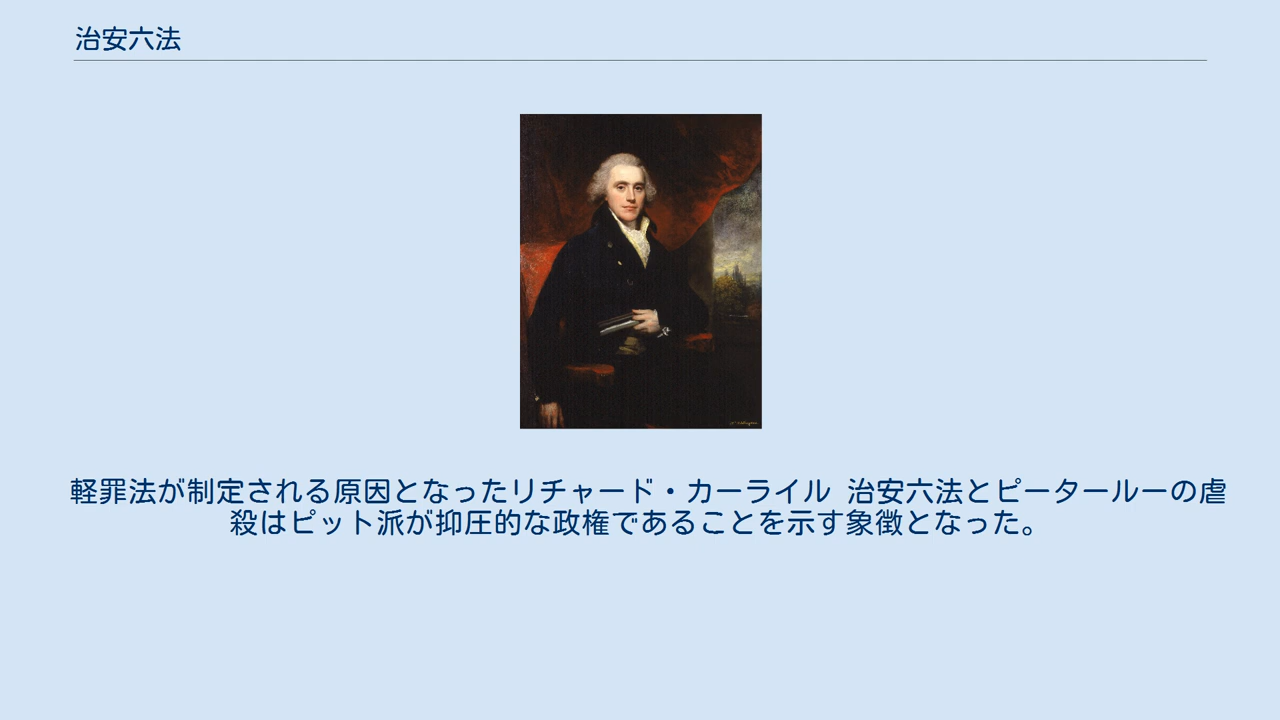 治安六法
軽罪法が制定される原因となったリチャード・カーライル 治安六法とピータールーの虐
殺はピット派が抑圧的な政権であることを示す象徴となった。